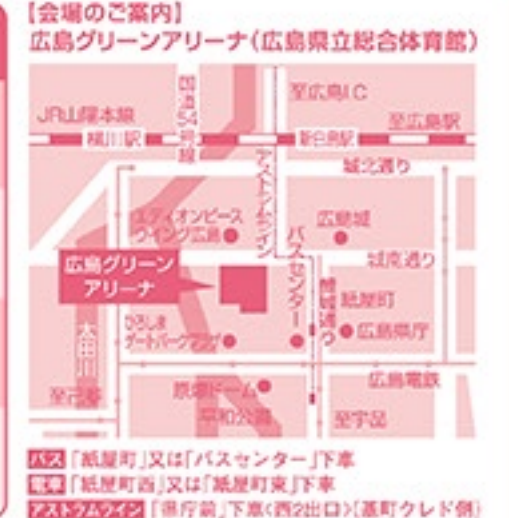 【会場のご案内】
広島グリーンアリーナ(広島県立総合体育館)
国道54号線
至広島IC
JR山陽本線
至広島駅
横川駅
新白島駅
アストラムライン
城北通り
エディオンピース
ウイング広島
広島城
バスセンター
城南通り
広島グリーン
アリーナ
鯉城通り
紙屋町
広島県庁
ひろしま
ゲートパークプラザ
太田川
広島電鉄
原爆ドーム
至己斐
平和公園
至宇品
バス 「紙屋町」又は「バスセンター」下車
電車 「紙屋町西」又は「紙屋町東」下車
アストラムライン 「県庁前」下車〈西2出口〉(基町クレド側)